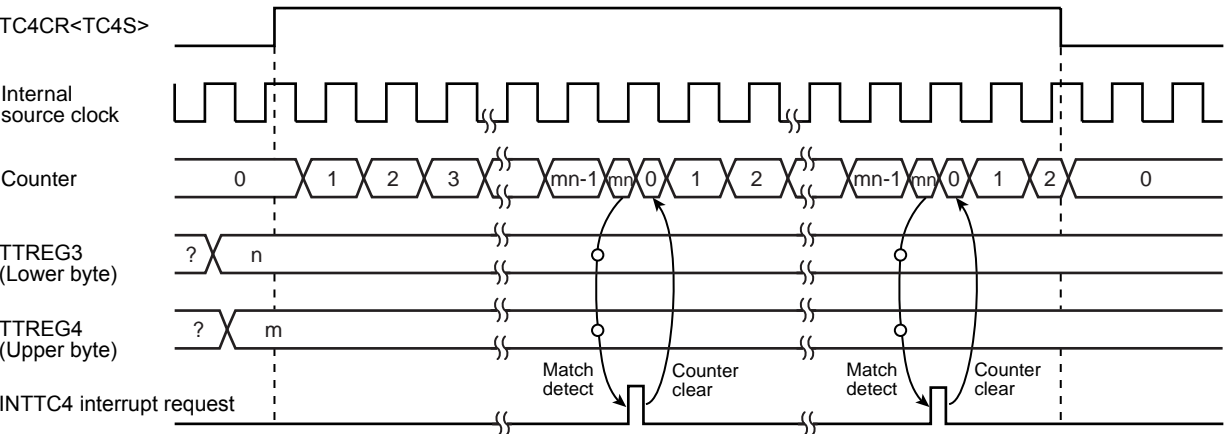 TC4CR<TC4S>
Internal
source clock
Counter
0 1 2 3 mn-1 mn 0 1 2 mn-1 mn 0 1 2 0
TTREG3
(Lower byte)
? n
TTREG4
(Upper byte)
? m
Match
detect
Counter
clear
Match
detect
Counter
clear
INTTC4 interrupt request